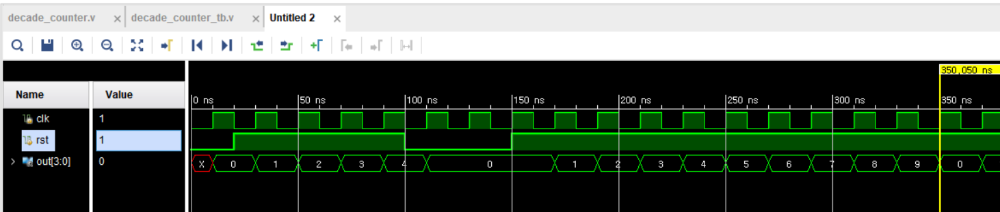 decade_counter.v × decade_counter_tb.v × Untitled 2 ×
350,050 ns
Name Value
0 ns 50 ns 100 ns 150 ns 200 ns 250 ns 300 ns 350 ns
clk 1
rst 1
out[3:0] 0 X 0 1 2 3 4 0 1 2 3 4 5 6 7 8 9 0